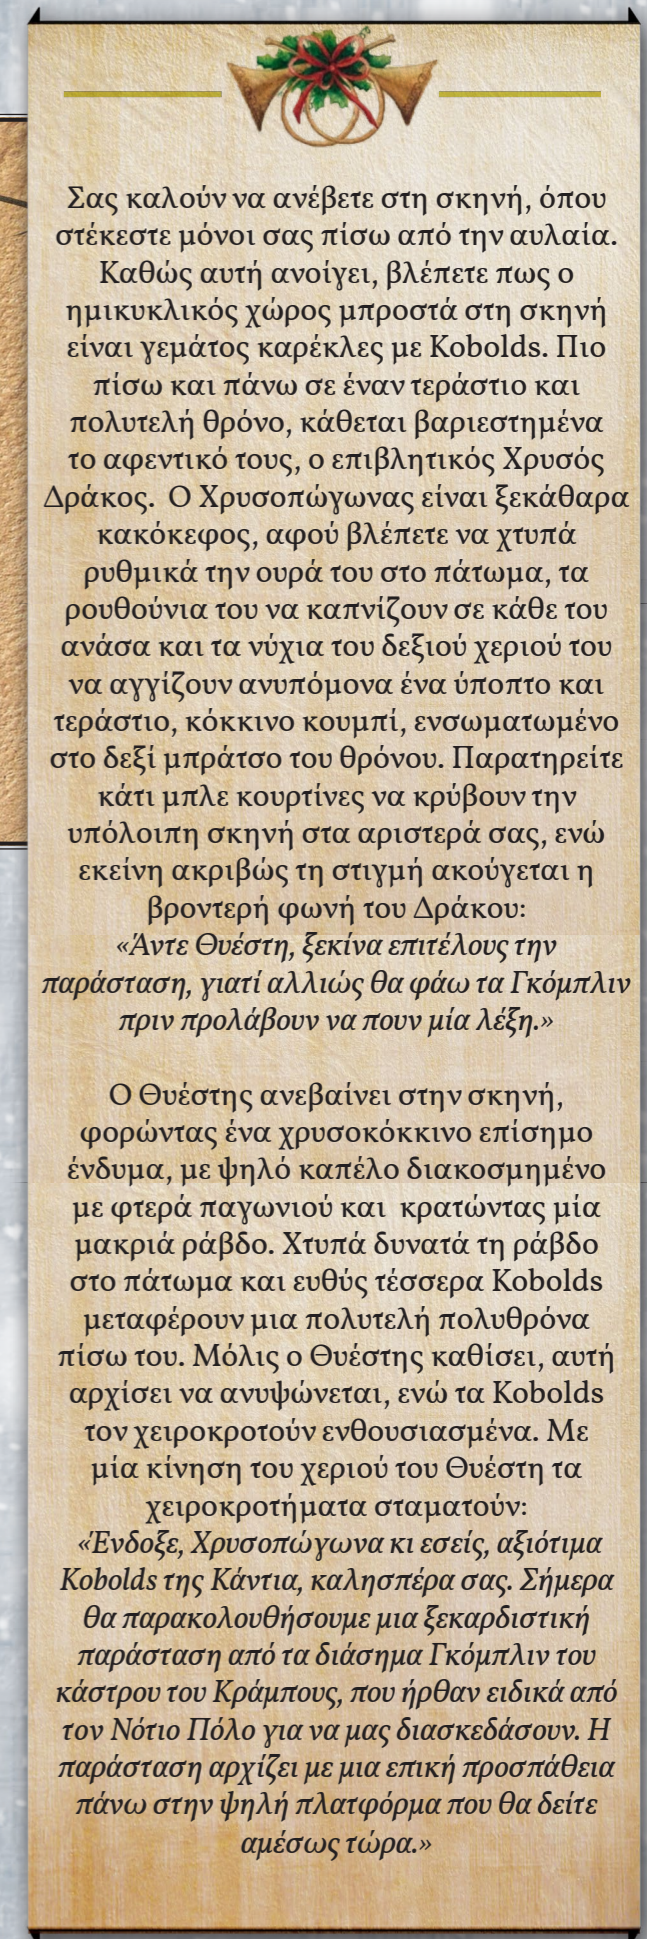 Σας καλούν να ανέβετε στη σκηνή, όπου
στέκεστε μόνοι σας πίσω από την αυλαία.
Καθώς αυτή ανοίγει, βλέπετε πως ο
ημικυκλικός χώρος μπροστά στη σκηνή
είναι γεμάτος καρέκλες με Kobolds. Πιο
πίσω και πάνω σε έναν τεράστιο και
πολυτελή θρόνο, κάθεται βαριεστημένα
το αφεντικό τους, ο επιβλητικός Χρυσός
Δράκος.  Ο Χρυσοπώγωνας είναι ξεκάθαρα
κακόκεφος, αφού βλέπετε να χτυπά
ρυθμικά την ουρά του στο πάτωμα, τα
ρουθούνια του να καπνίζουν σε κάθε του
ανάσα και τα νύχια του δεξιού χεριού του
να αγγίζουν ανυπόμονα ένα ύποπτο και
τεράστιο, κόκκινο κουμπί, ενσωματωμένο
στο δεξί μπράτσο του θρόνου. Παρατηρείτε
κάτι μπλε κουρτίνες να κρύβουν την
υπόλοιπη σκηνή στα αριστερά σας, ενώ
εκείνη ακριβώς τη στιγμή ακούγεται η
βροντερή φωνή του Δράκου:
«Άντε Θυέστη, ξεκίνα επιτέλους την
παράσταση, γιατί αλλιώς θα φάω τα Γκόμπλιν
πριν προλάβουν να πουν μία λέξη.»
Ο Θυέστης ανεβαίνει στην σκηνή,
φορώντας ένα χρυσοκόκκινο επίσημο
ένδυμα, με ψηλό καπέλο διακοσμημένο
με φτερά παγωνιού και  κρατώντας μία
μακριά ράβδο. Χτυπά δυνατά τη ράβδο
στο πάτωμα και ευθύς τέσσερα Kobolds
μεταφέρουν μια πολυτελή πολυθρόνα
πίσω του. Μόλις ο Θυέστης καθίσει, αυτή
αρχίσει να ανυψώνεται, ενώ τα Kobolds
τον χειροκροτούν ενθουσιασμένα. Με
μία κίνηση του χεριού του Θυέστη τα
χειροκροτήματα σταματούν:
«Ένδοξε, Χρυσοπώγωνα κι εσείς, αξιότιμα
Kobolds της Κάντια, καλησπέρα σας. Σήμερα
θα παρακολουθήσουμε μια ξεκαρδιστική
παράσταση από τα διάσημα Γκόμπλιν του
κάστρου του Κράμπους, που ήρθαν ειδικά από
τον Νότιο Πόλο για να μας διασκεδάσουν. Η
παράσταση αρχίζει με μια επική προσπάθεια
πάνω στην ψηλή πλατφόρμα που θα δείτε
αμέσως τώρα.»